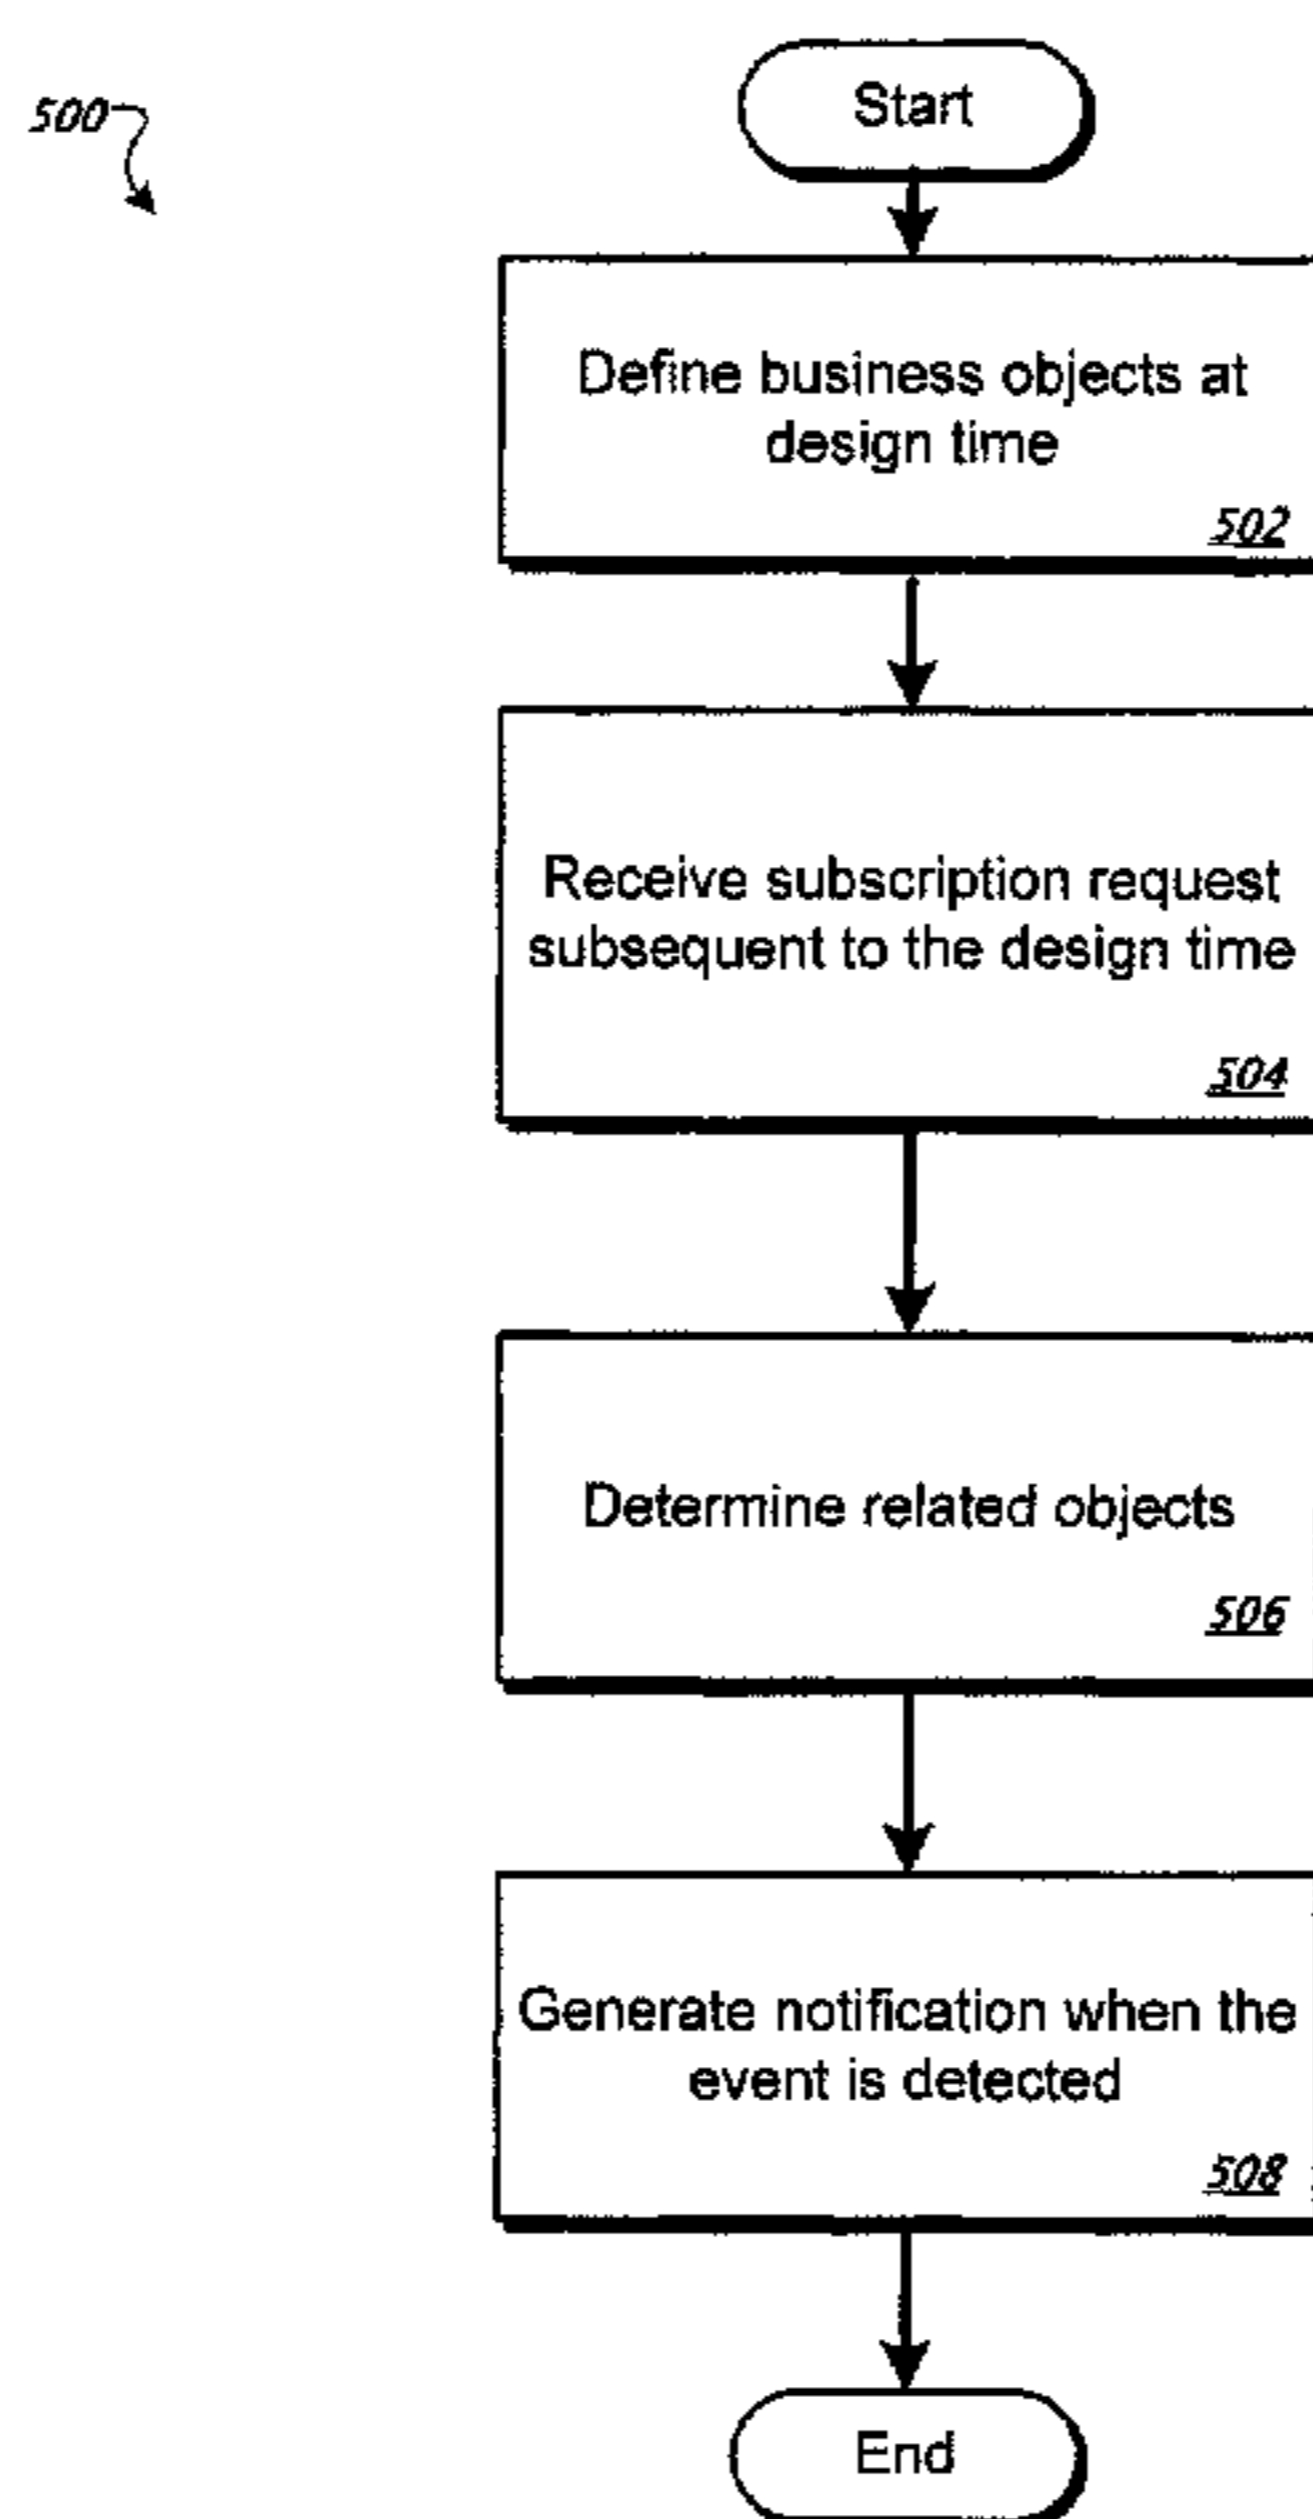 500
Start
Define business objects at
design time
502
Receive subscription request
subsequent to the design time
504
Determine related objects
506
Generate notification when the
event is detected
508
End